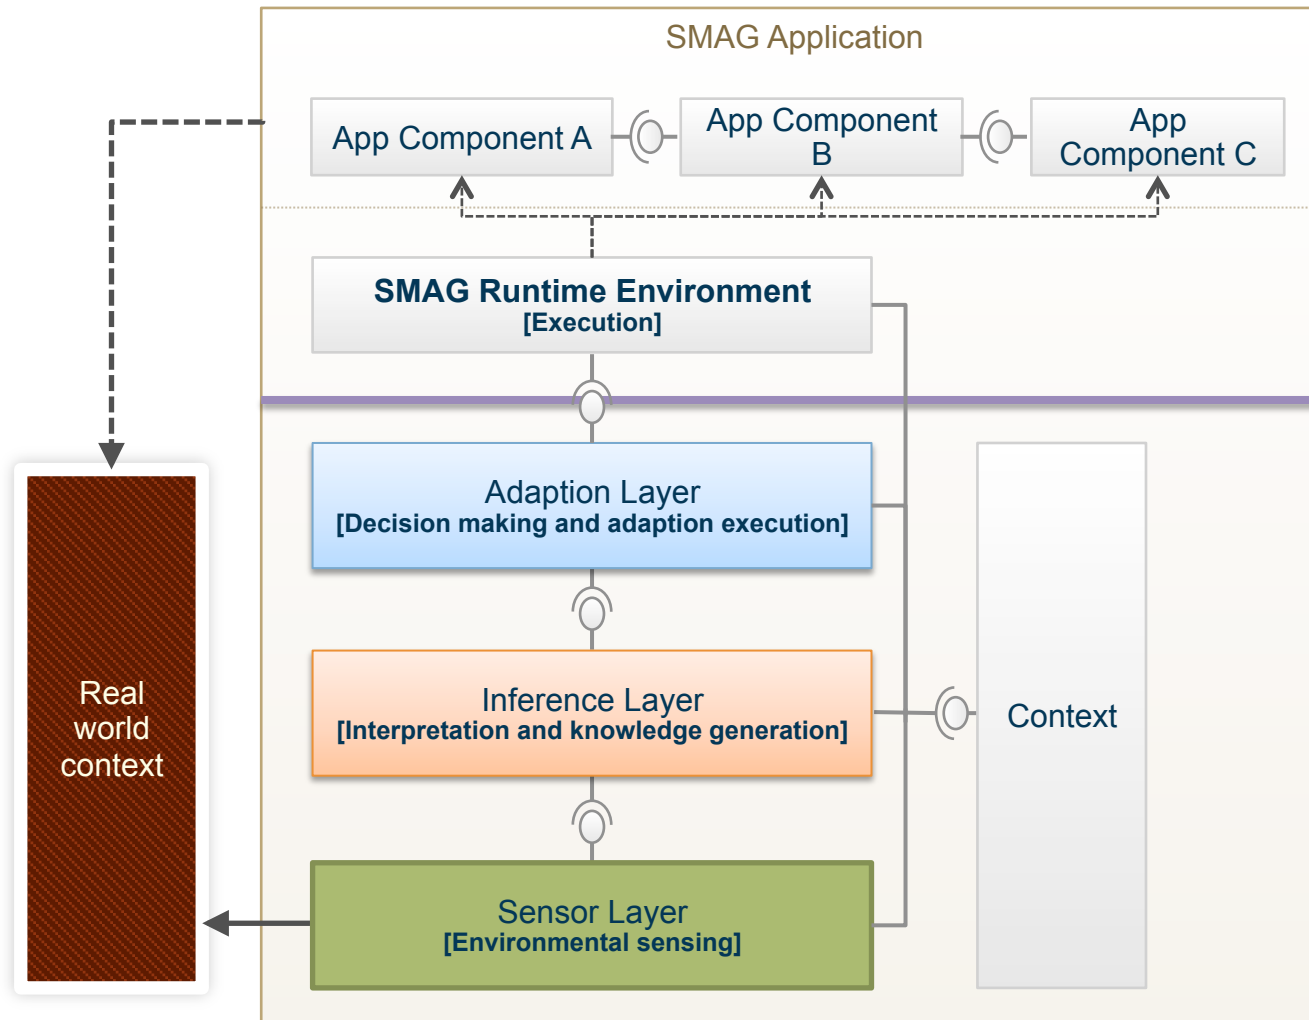 SMAG Application
App Component A
App Component
B
App
Component C
SMAG Runtime Environment
[Execution]
Adaption Layer
[Decision making and adaption execution]
Inference Layer
[Interpretation and knowledge generation]
Context
Real
world
context
Sensor Layer
[Environmental sensing]